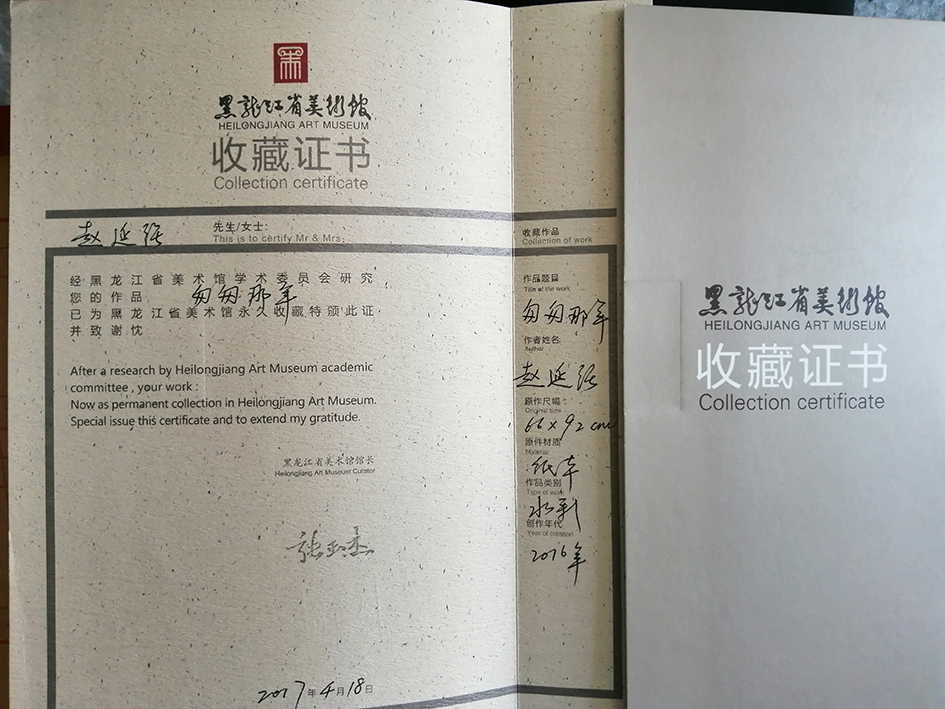 黑龍江省美術館
HEILONGJIANG ART MUSEUM
收藏证书
Collection certificate
赵延强 先生/女士:
This is to certify Mr & Mrs:
经黑龙江省美术馆学术委员会研究
您的作品 匆匆那年
已为黑龙江省美术馆永久收藏特颁此证
并致谢忱
After a research by Heilongjiang Art Museum academic
committee , your work :
Now as permanent collection in Heilongjiang Art Museum.
Special issue this certificate and to extend my gratitude.
黑龙江省美术馆馆长
Heilongjiang Art Museum Curator
2017年4月18日
收藏作品
Collection of work
作品题目
Title of the work
匆匆那年
作者姓名
Author
赵延强
原作尺幅
Original size
66×92cm
原件材质
Material
纸本
作品类别
Type of work
水彩
创作年代
Year of creation
2016年
黑龍江省美術館
HEILONGJIANG ART MUSEUM
收藏证书
Collection certificate